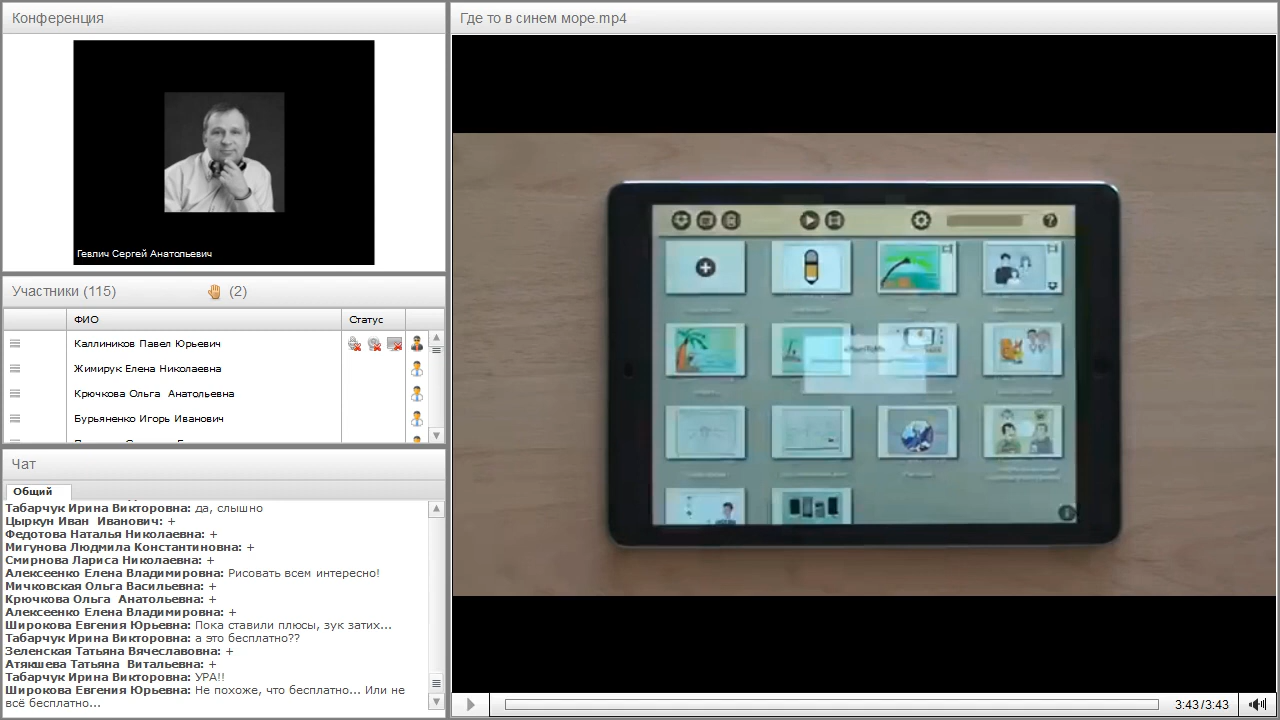 Конференция
Гевлич Сергей Анатольевич
Участники (115)
(2)
ФИО
Статус
Каллиников Павел Юрьевич
Жимирук Елена Николаевна
Крючкова Ольга  Анатольевна
Бурьяненко Игорь Иванович
Чат
Общий
Табарчук Ирина Викторовна: да, слышно
Цыркун Иван  Иванович: +
Федотова Наталья Николаевна: +
Мигунова Людмила Константиновна: +
Смирнова Лариса Николаевна: +
Алексеенко Елена Владимировна: Рисовать всем интересно!
Мичковская Ольга Васильевна: +
Крючкова Ольга  Анатольевна: +
Алексеенко Елена Владимировна: +
Широкова Евгения Юрьевна: Пока ставили плюсы, зук затих...
Табарчук Ирина Викторовна: а это бесплатно??
Зеленская Татьяна Вячеславовна: +
Атякшева Татьяна  Витальевна: +
Табарчук Ирина Викторовна: УРА!!
Широкова Евгения Юрьевна: Не похоже, что бесплатно... Или не
всё бесплатно...
Где то в синем море.mp4
3:43/3:43